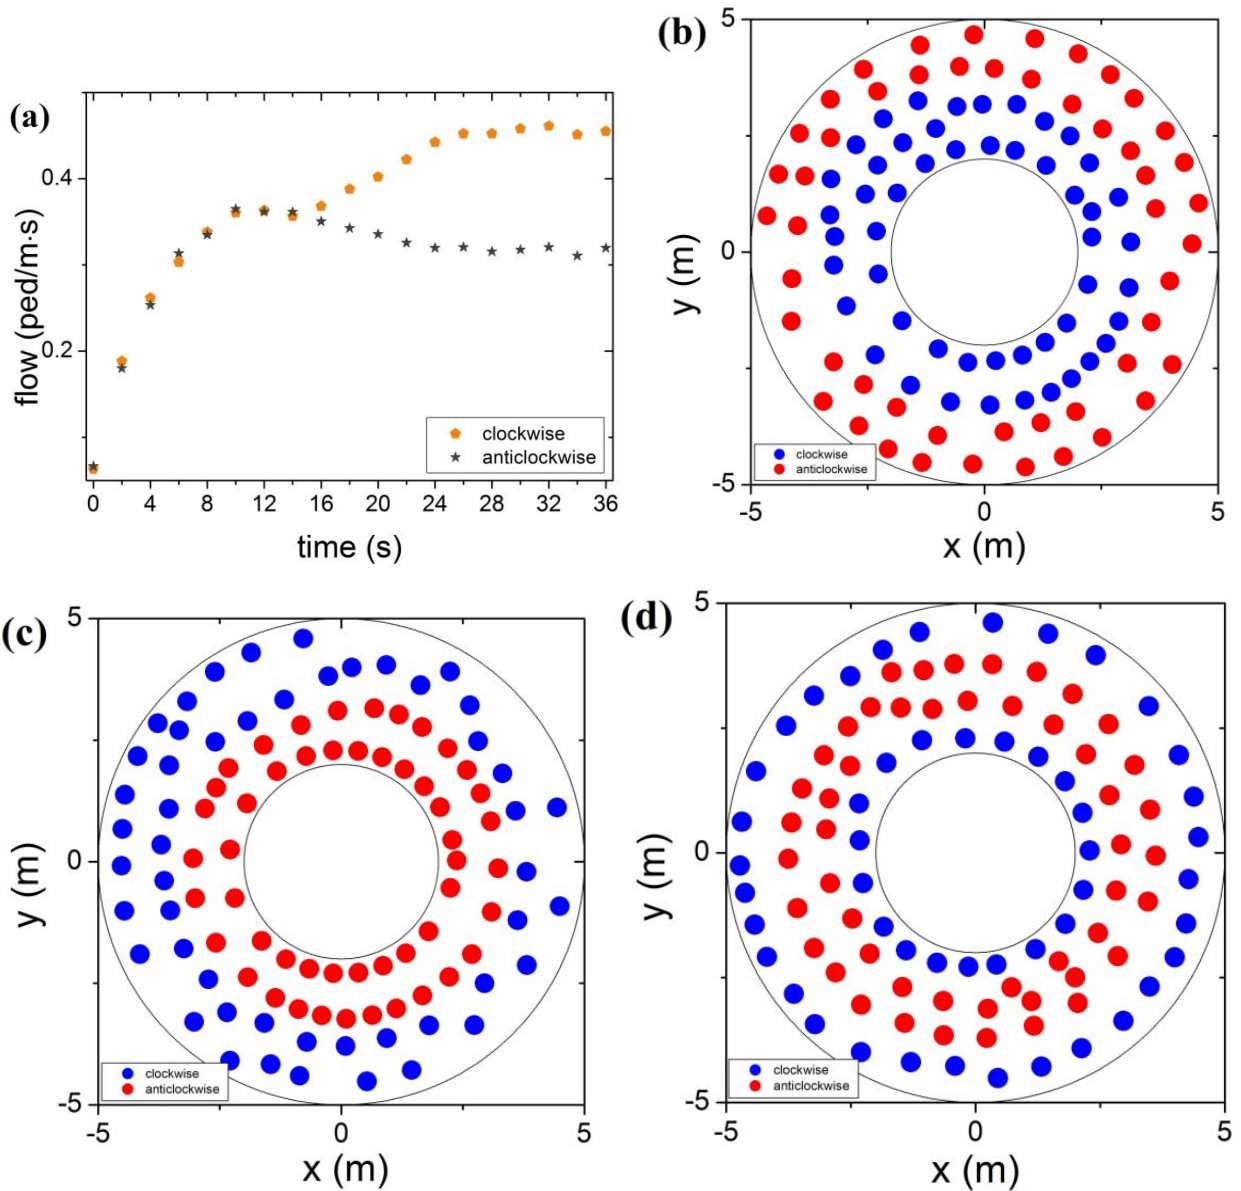 (a)
flow (ped/m·s)
0.4
0.2
clockwise
anticlockwise
0 4 8 12 16 20 24 28 32 36
time (s)
(b)
y (m)
5
0
-5
clockwise
anticlockwise
-5 0 5
x (m)
(c)
y (m)
5
0
-5
clockwise
anticlockwise
-5 0 5
x (m)
(d)
y (m)
5
0
-5
clockwise
anticlockwise
-5 0 5
x (m)